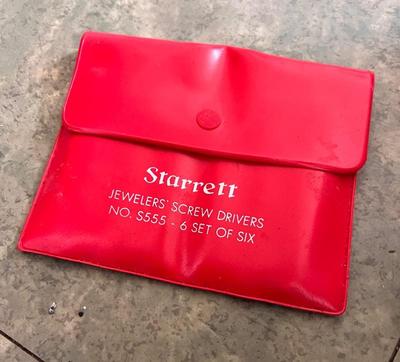 Starrett
JEWELERS' SCREW DRIVERS
NO. S555 - 6 SET OF SIX